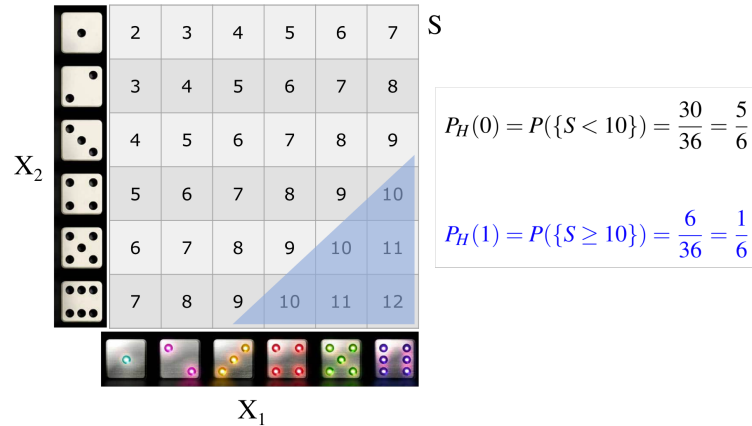 S
2 3 4 5 6 7
3 4 5 6 7 8
4 5 6 7 8 9
5 6 7 8 9 10
6 7 8 9 10 11
7 8 9 10 11 12
X₂
X₁
P_H(0) = P({S < 10}) = 30/36 = 5/6
P_H(1) = P({S ≥ 10}) = 6/36 = 1/6